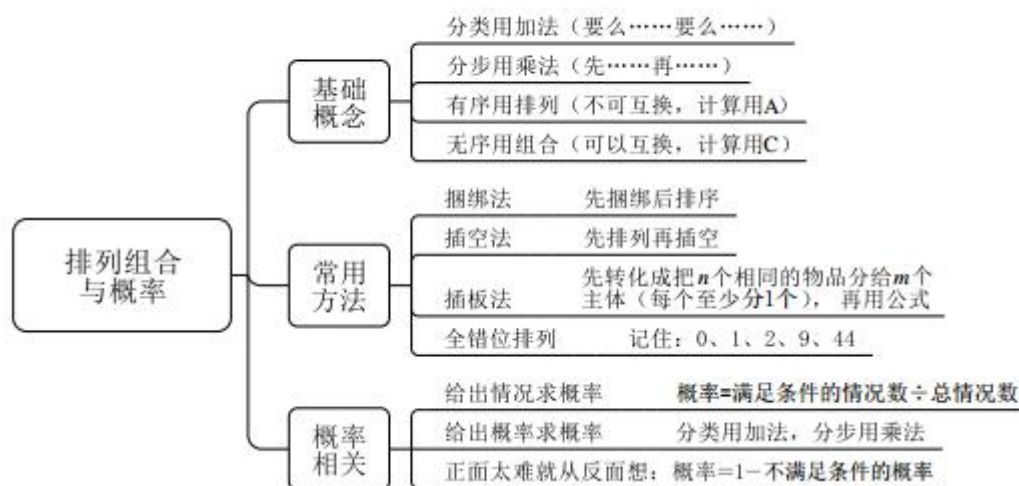 排列组合
与概率
基础
概念
分类用加法（要么……要么……）
分步用乘法（先……再……）
有序用排列（不可互换，计算用A）
无序用组合（可以互换，计算用C）
常用
方法
捆绑法 先捆绑后排序
插空法 先排列再插空
插板法 先转化成把n个相同的物品分给m个
主体（每个至少分1个），再用公式
全错位排列 记住：0、1、2、9、44
概率
相关
给出情况求概率 概率=满足条件的情况数÷总情况数
给出概率求概率 分类用加法，分步用乘法
正面太难就从反面想：概率=1－不满足条件的概率